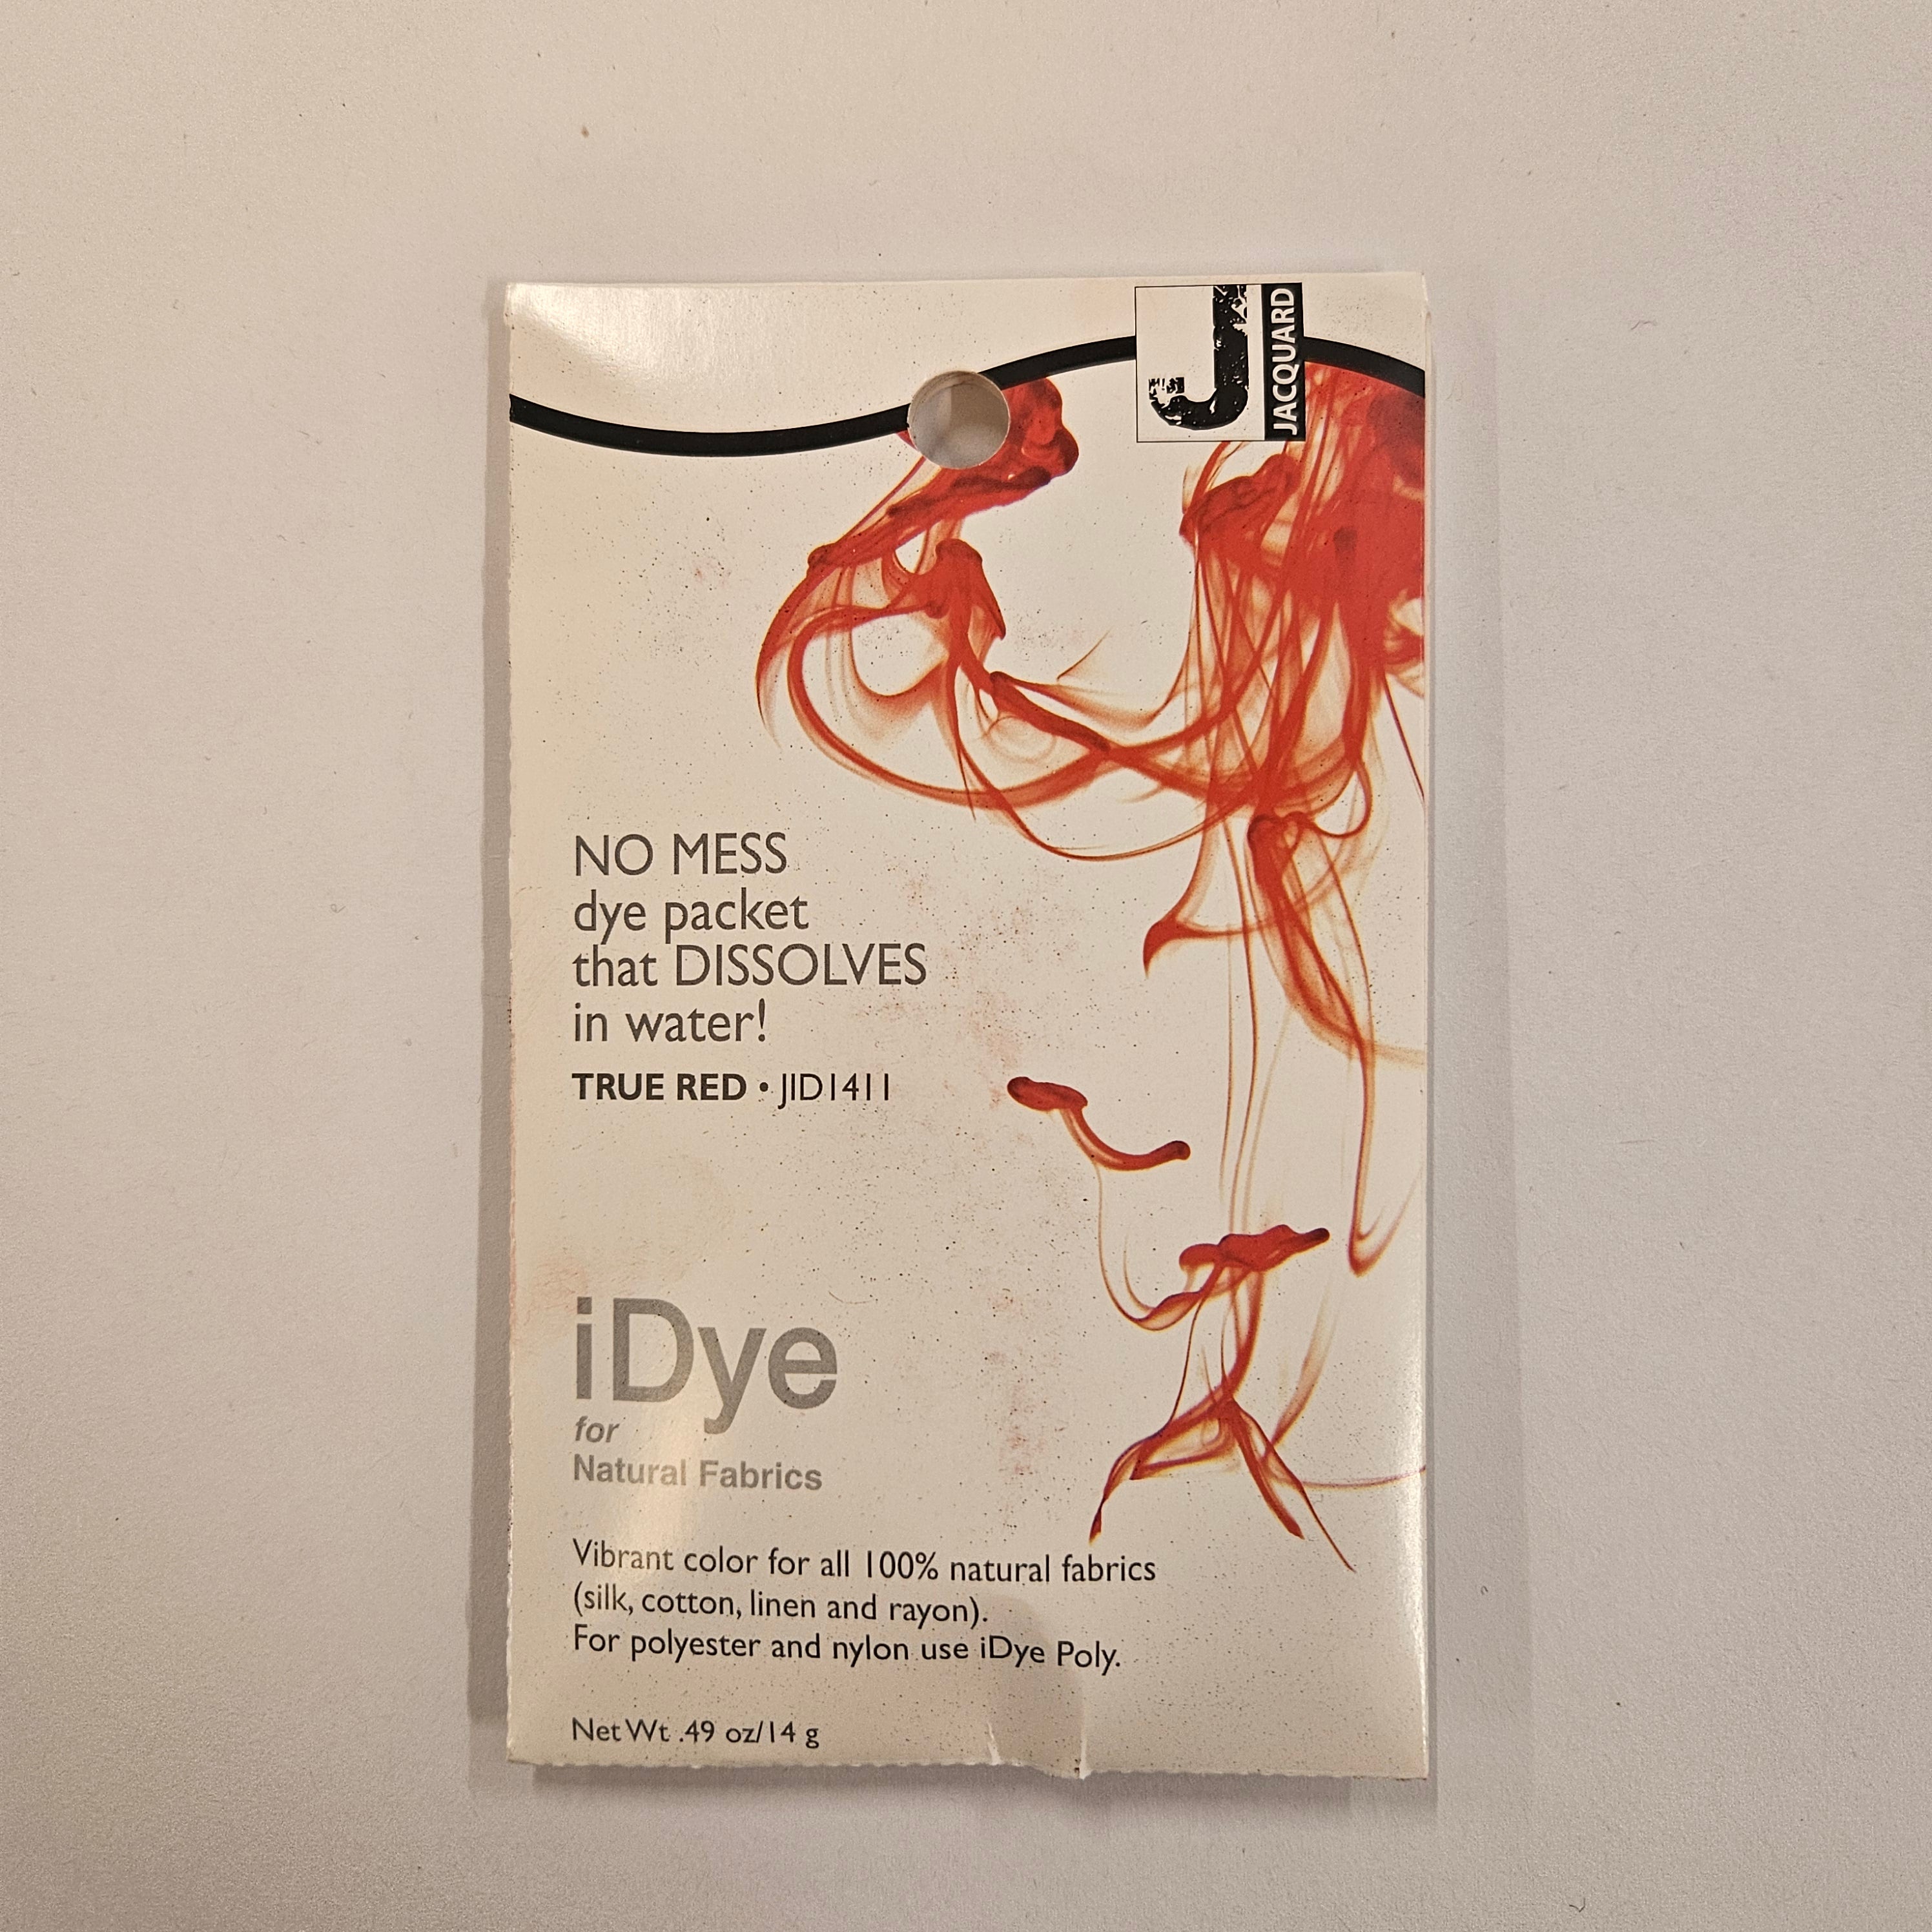 J
JACQUARD
NO MESS
dye packet
that DISSOLVES
in water!
TRUE RED • JID1411
iDye
for
Natural Fabrics
Vibrant color for all 100% natural fabrics
(silk, cotton, linen and rayon).
For polyester and nylon use iDye Poly.
Net Wt .49 oz/14 g